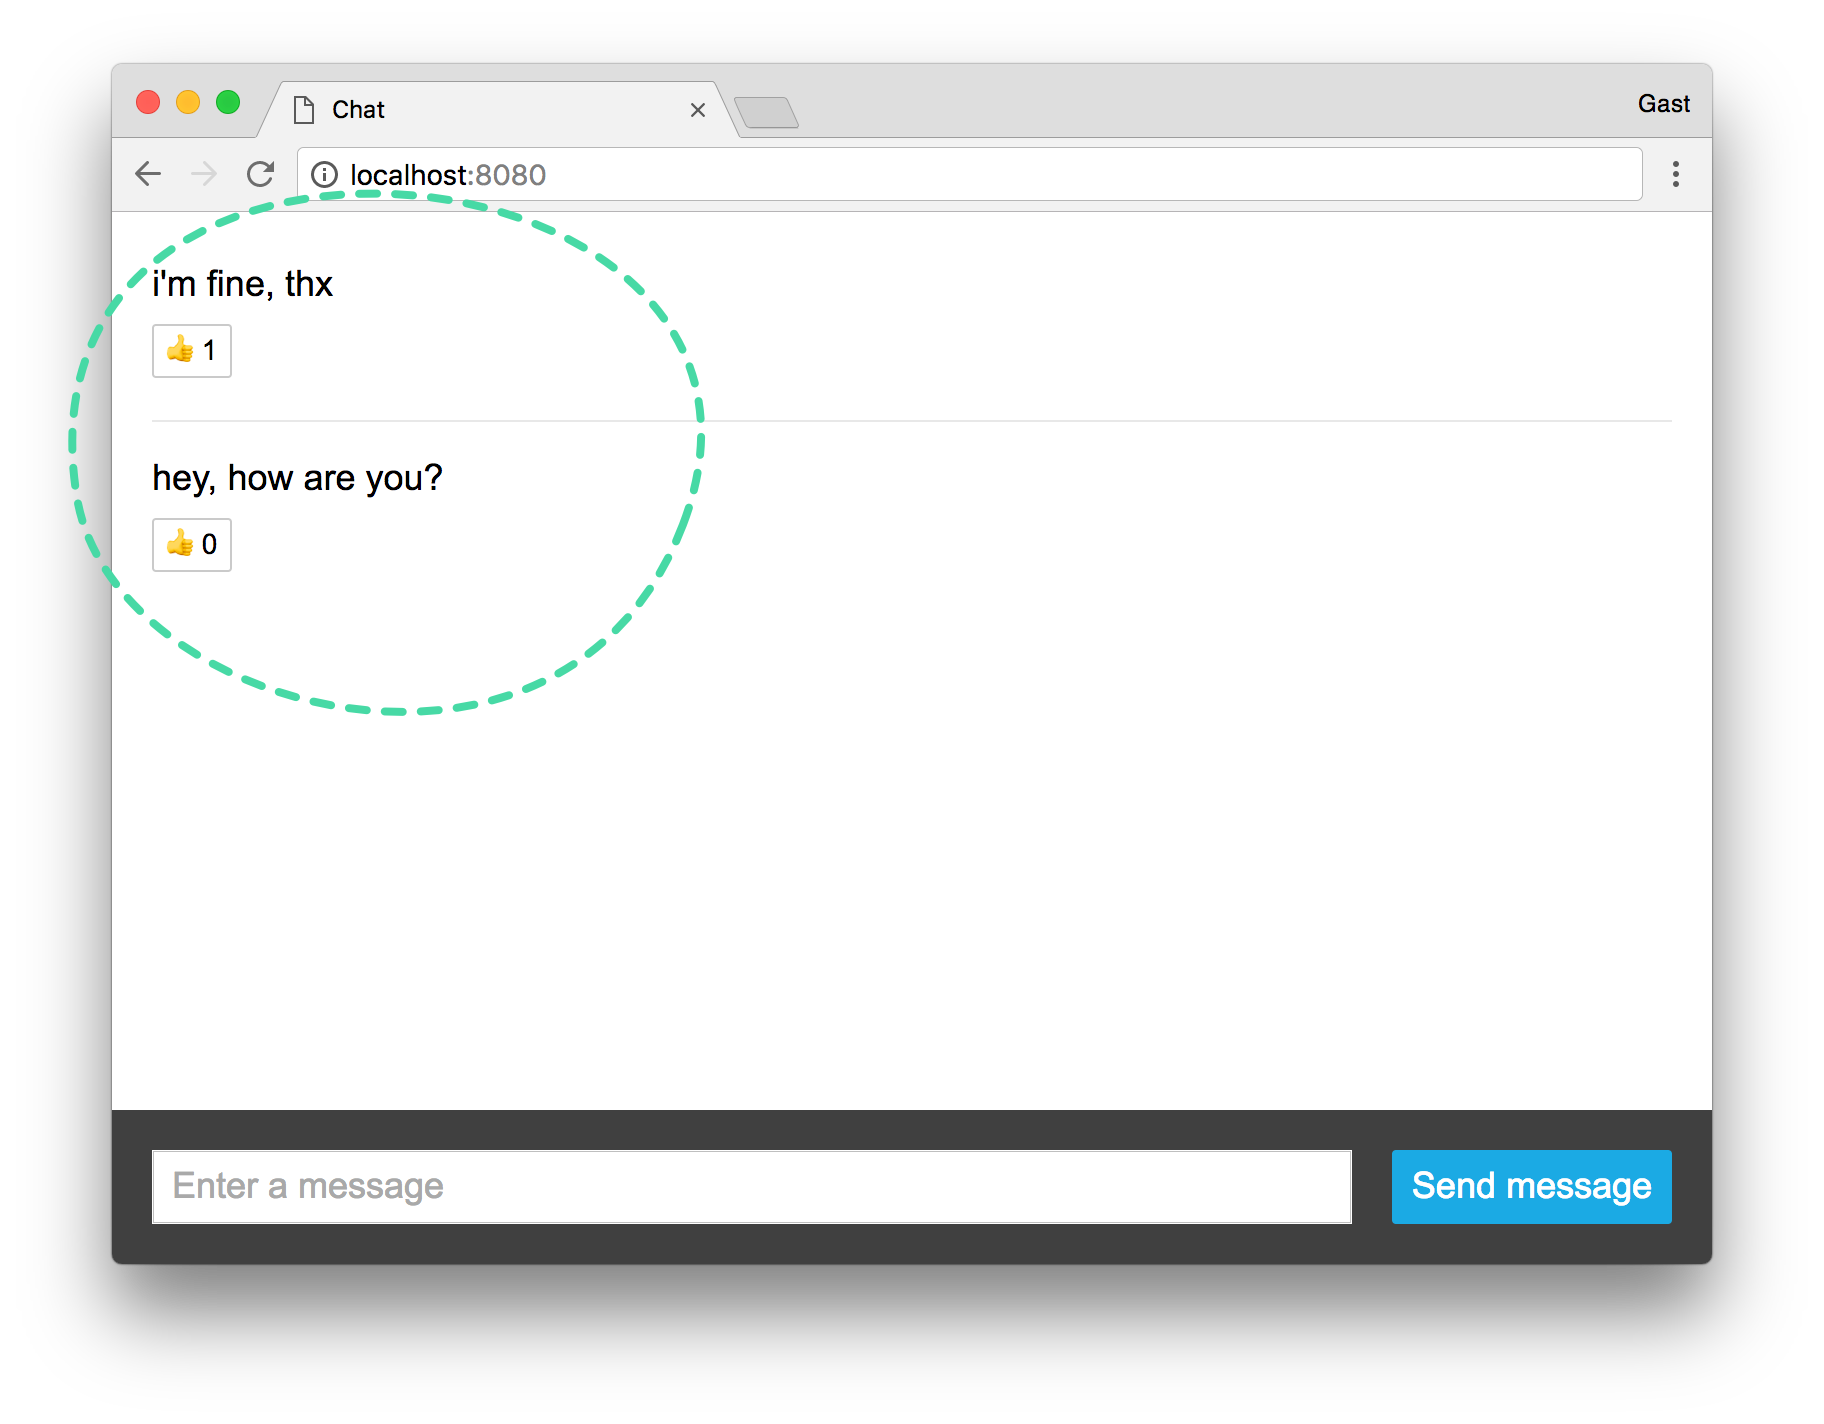 Chat
Gast
localhost:8080
i'm fine, thx
👍 1
hey, how are you?
👍 0
Enter a message
Send message